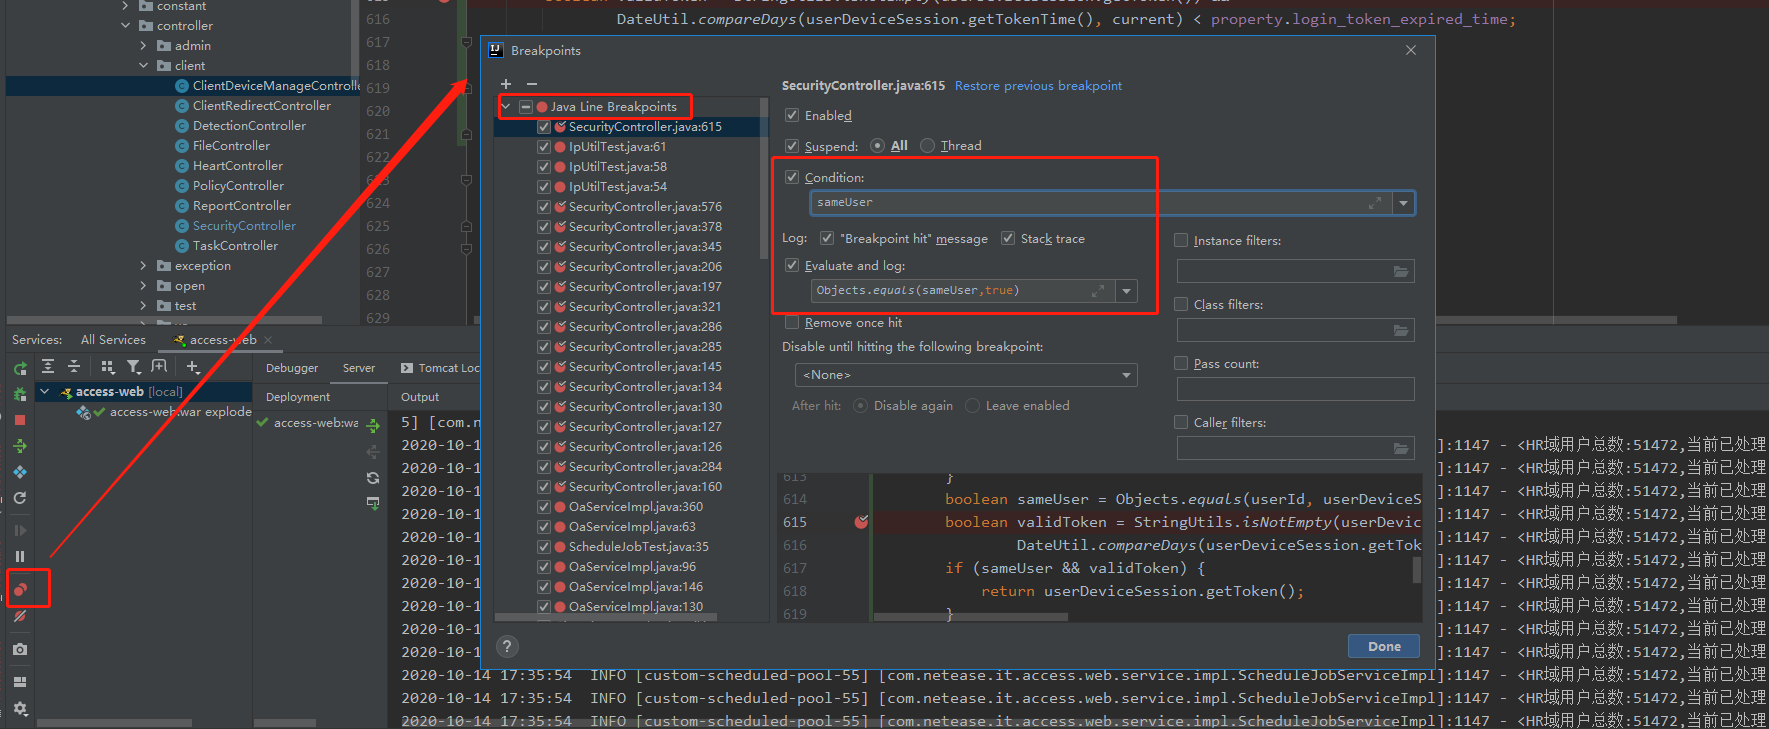 constant
controller
admin
client
ClientDeviceManageControlle
ClientRedirectController
DetectionController
FileController
HeartController
PolicyController
ReportController
SecurityController
TaskController
exception
open
test
616 DateUtil.compareDays(userDeviceSession.getTokenTime(), current) < property.login_token_expired_time;
617
618
619
620
621
622
624
625
626
627
628
629
Breakpoints
Java Line Breakpoints
SecurityController.java:615
IpUtilTest.java:61
IpUtilTest.java:58
IpUtilTest.java:54
SecurityController.java:576
SecurityController.java:378
SecurityController.java:345
SecurityController.java:206
SecurityController.java:197
SecurityController.java:321
SecurityController.java:286
SecurityController.java:285
SecurityController.java:145
SecurityController.java:134
SecurityController.java:130
SecurityController.java:127
SecurityController.java:126
SecurityController.java:284
SecurityController.java:160
OaServiceImpl.java:360
OaServiceImpl.java:63
ScheduleJobTest.java:35
OaServiceImpl.java:96
OaServiceImpl.java:146
OaServiceImpl.java:130
SecurityController.java:615 Restore previous breakpoint
Enabled
Suspend: All Thread
Condition:
sameUser
Log: "Breakpoint hit" message Stack trace
Evaluate and log:
Objects.equals(sameUser,true)
Remove once hit
Disable until hitting the following breakpoint:
<None>
After hit: Disable again Leave enabled
Instance filters:
Class filters:
Pass count:
Caller filters:
613 }
614 boolean sameUser = Objects.equals(userId, userDeviceS
615 boolean validToken = StringUtils.isNotEmpty(userDevic
616 DateUtil.compareDays(userDeviceSession.getTok
617 if (sameUser && validToken) {
618 return userDeviceSession.getToken();
619 }
? Done
Services: All Services access-web
Debugger Server Tomcat Loc
access-web [local]
access-web:war explode
Deployment
access-web:wa
Output
5] [com.ne
2020-10-1 ]:1147 - <HR域用户总数:51472,当前已处理
2020-10-1 ]:1147 - <HR域用户总数:51472,当前已处理
2020-10-1 ]:1147 - <HR域用户总数:51472,当前已处理
2020-10-1 ]:1147 - <HR域用户总数:51472,当前已处理
2020-10-1 ]:1147 - <HR域用户总数:51472,当前已处理
2020-10-1 ]:1147 - <HR域用户总数:51472,当前已处理
2020-10-1 ]:1147 - <HR域用户总数:51472,当前已处理
2020-10-1 ]:1147 - <HR域用户总数:51472,当前已处理
2020-10-1 ]:1147 - <HR域用户总数:51472,当前已处理
2020-10-1 ]:1147 - <HR域用户总数:51472,当前已处理
2020-10-14 17:35:54 INFO [custom-scheduled-pool-55] [com.netease.it.access.web.service.impl.ScheduleJobServiceImpl]:1147 - <HR域用户总数:51472,当前已处理
2020-10-14 17:35:54 INFO [custom-scheduled-pool-55] [com.netease.it.access.web.service.impl.ScheduleJobServiceImpl]:1147 - <HR域用户总数:51472,当前已处理
2020-10-14 17:35:54 INFO [custom-scheduled-pool-55] [com.netease.it.access.web.service.impl.ScheduleJobServiceImpl]:1147 - <HR域用户总数:51472,当前已处理